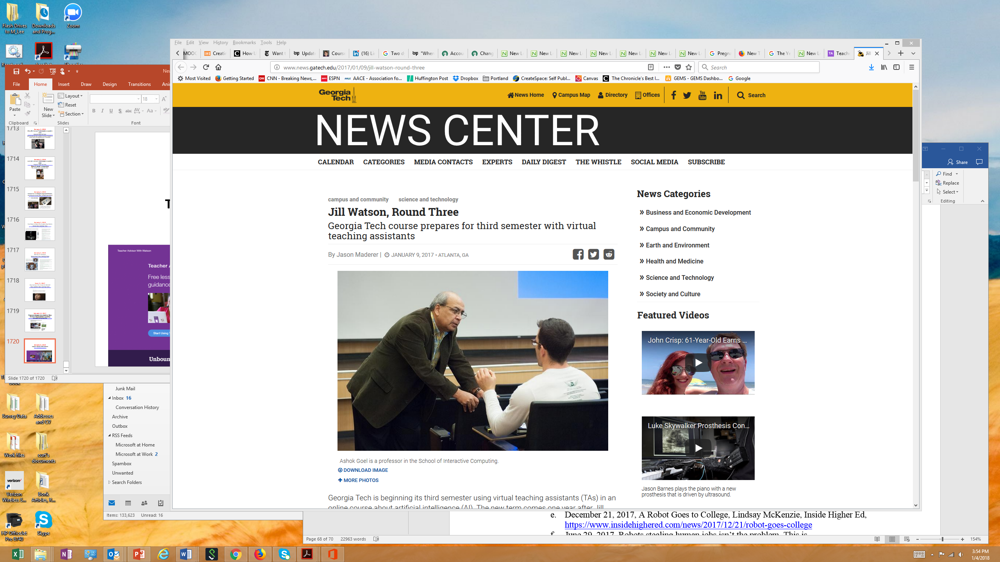 Flash Drives
to M_Lee
Downloads
and Prog...
Zoom
File Edit View History Bookmarks Tools Help
MOOC
Creatin
How U
Want t
Updat
Course
(16) Li
Two d
"When
Accou
Chang
New L
New L
New L
New L
New L
New L
New L
Pregna
New T
The Ye
New L
Teache
Jill
www.news.gatech.edu/2017/01/09/jill-watson-round-three
Search
Most Visited
Getting Started
CNN - Breaking News,...
ESPN
AACE - Association fo...
Huffington Post
Dropbox
Portland
CreateSpace: Self Publ...
Canvas
The Chronicle's Best I...
GEMS - GEMS Dashbo...
Google
File Home Insert Draw Design Transitions
Paste
New
Slide
Layout
Reset
Section
18
Clipboard
Slides
Font
1713
1714
1715
1716
1717
1718
1719
1720
Teacher Advisor With Watson
Free less
guidance
Unboun
Slide 1720 of 1720
Georgia
Tech
News Home
Campus Map
Directory
Offices
Search
NEWS CENTER
CALENDAR CATEGORIES MEDIA CONTACTS EXPERTS DAILY DIGEST THE WHISTLE SOCIAL MEDIA SUBSCRIBE
campus and community science and technology
Jill Watson, Round Three
Georgia Tech course prepares for third semester with virtual
teaching assistants
By Jason Maderer | JANUARY 9, 2017 • ATLANTA, GA
Ashok Goel is a professor in the School of Interactive Computing.
DOWNLOAD IMAGE
MORE PHOTOS
Georgia Tech is beginning its third semester using virtual teaching assistants (TAs) in an
online course about artificial intelligence (AI). The new term comes one year after Jill
News Categories
» Business and Economic Development
» Campus and Community
» Earth and Environment
» Health and Medicine
» Science and Technology
» Society and Culture
Featured Videos
John Crisp: 61-Year-Old Earns ...
Luke Skywalker Prosthesis Con...
Jason Barnes plays the piano with a new
prosthesis that is driven by ultrasound.
Share
Find
Replace
Select
Editing
Junk Mail
Inbox 16
Conversation History
Archive
Outbox
RSS Feeds
Microsoft at Home
Microsoft at Work 2
Spambox
Unwanted
Search Folders
Items: 133,623 Unread: 16
Survey Data
Addesses
and CV
Work files
curt's
documents
verizon
Verizon
Wireless S...
Bonk
Articles, R...
HP OfficeJet
Pro 8740
Skype
e. December 21, 2017, A Robot Goes to College, Lindsay McKenzie, Inside Higher Ed,
https://www.insidehighered.com/news/2017/12/21/robot-goes-college
f. June 29, 2017, Robots stealing human jobs isn't the problem. This is
Page 68 of 70 22963 words
154%
3:54 PM
1/4/2018